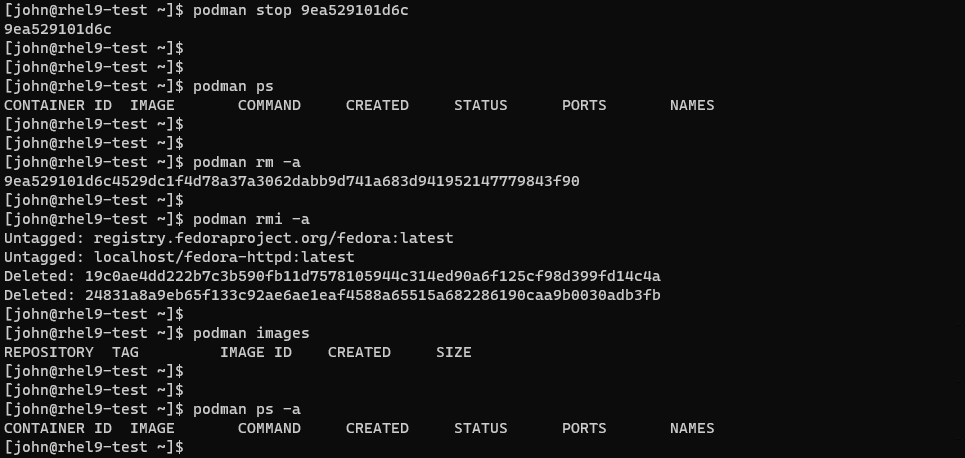 [john@rhel9-test ~]$ podman stop 9ea529101d6c
9ea529101d6c
[john@rhel9-test ~]$
[john@rhel9-test ~]$
[john@rhel9-test ~]$ podman ps
CONTAINER ID  IMAGE       COMMAND     CREATED     STATUS      PORTS       NAMES
[john@rhel9-test ~]$
[john@rhel9-test ~]$
[john@rhel9-test ~]$ podman rm -a
9ea529101d6c4529dc1f4d78a37a3062dabb9d741a683d941952147779843f90
[john@rhel9-test ~]$
[john@rhel9-test ~]$ podman rmi -a
Untagged: registry.fedoraproject.org/fedora:latest
Untagged: localhost/fedora-httpd:latest
Deleted: 19c0ae4dd222b7c3b590fb11d7578105944c314ed90a6f125cf98d399fd14c4a
Deleted: 24831a8a9eb65f133c92ae6ae1eaf4588a65515a682286190caa9b0030adb3fb
[john@rhel9-test ~]$
[john@rhel9-test ~]$ podman images
REPOSITORY  TAG         IMAGE ID    CREATED     SIZE
[john@rhel9-test ~]$
[john@rhel9-test ~]$
[john@rhel9-test ~]$ podman ps -a
CONTAINER ID  IMAGE       COMMAND     CREATED     STATUS      PORTS       NAMES
[john@rhel9-test ~]$